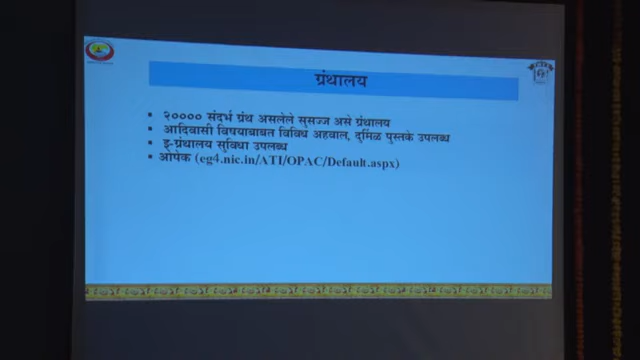 ग्रंथालय
▪ २०००० संदर्भ ग्रंथ असलेले सुसज्ज असे ग्रंथालय
▪ आदिवासी विषयाबाबत विविध अहवाल, दुर्मिळ पुस्तके उपलब्ध
▪ इ-ग्रंथालय सुविधा उपलब्ध
▪ ओपेक (eg4.nic.in/ATI/OPAC/Default.aspx)